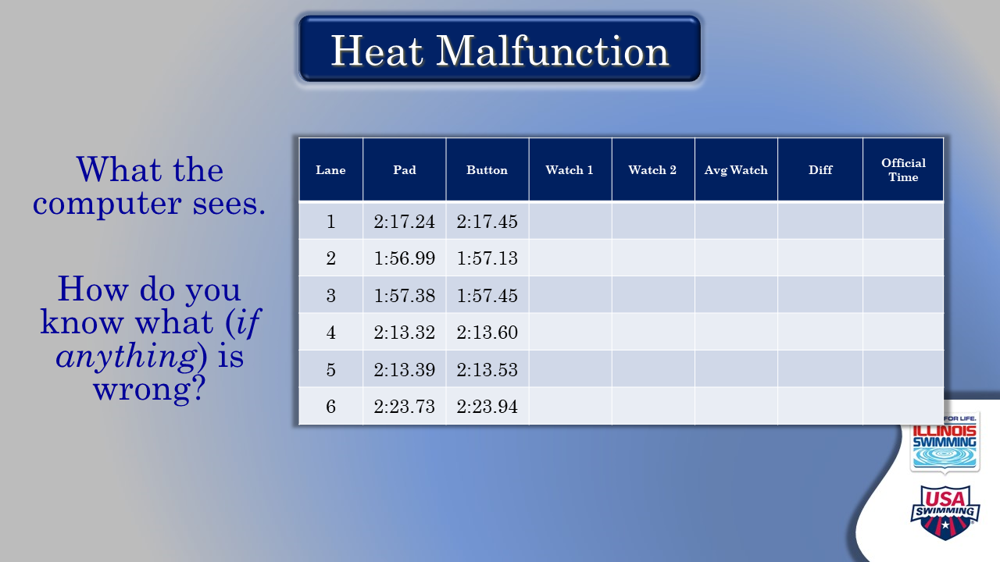 Heat Malfunction
What the
computer sees.
How do you
know what (if
anything) is
wrong?
Lane Pad Button Watch 1 Watch 2 Avg Watch Diff Official Time
1 2:17.24 2:17.45
2 1:56.99 1:57.13
3 1:57.38 1:57.45
4 2:13.32 2:13.60
5 2:13.39 2:13.53
6 2:23.73 2:23.94
FOR LIFE.
ILLINOIS
SWIMMING
USA
SWIMMING